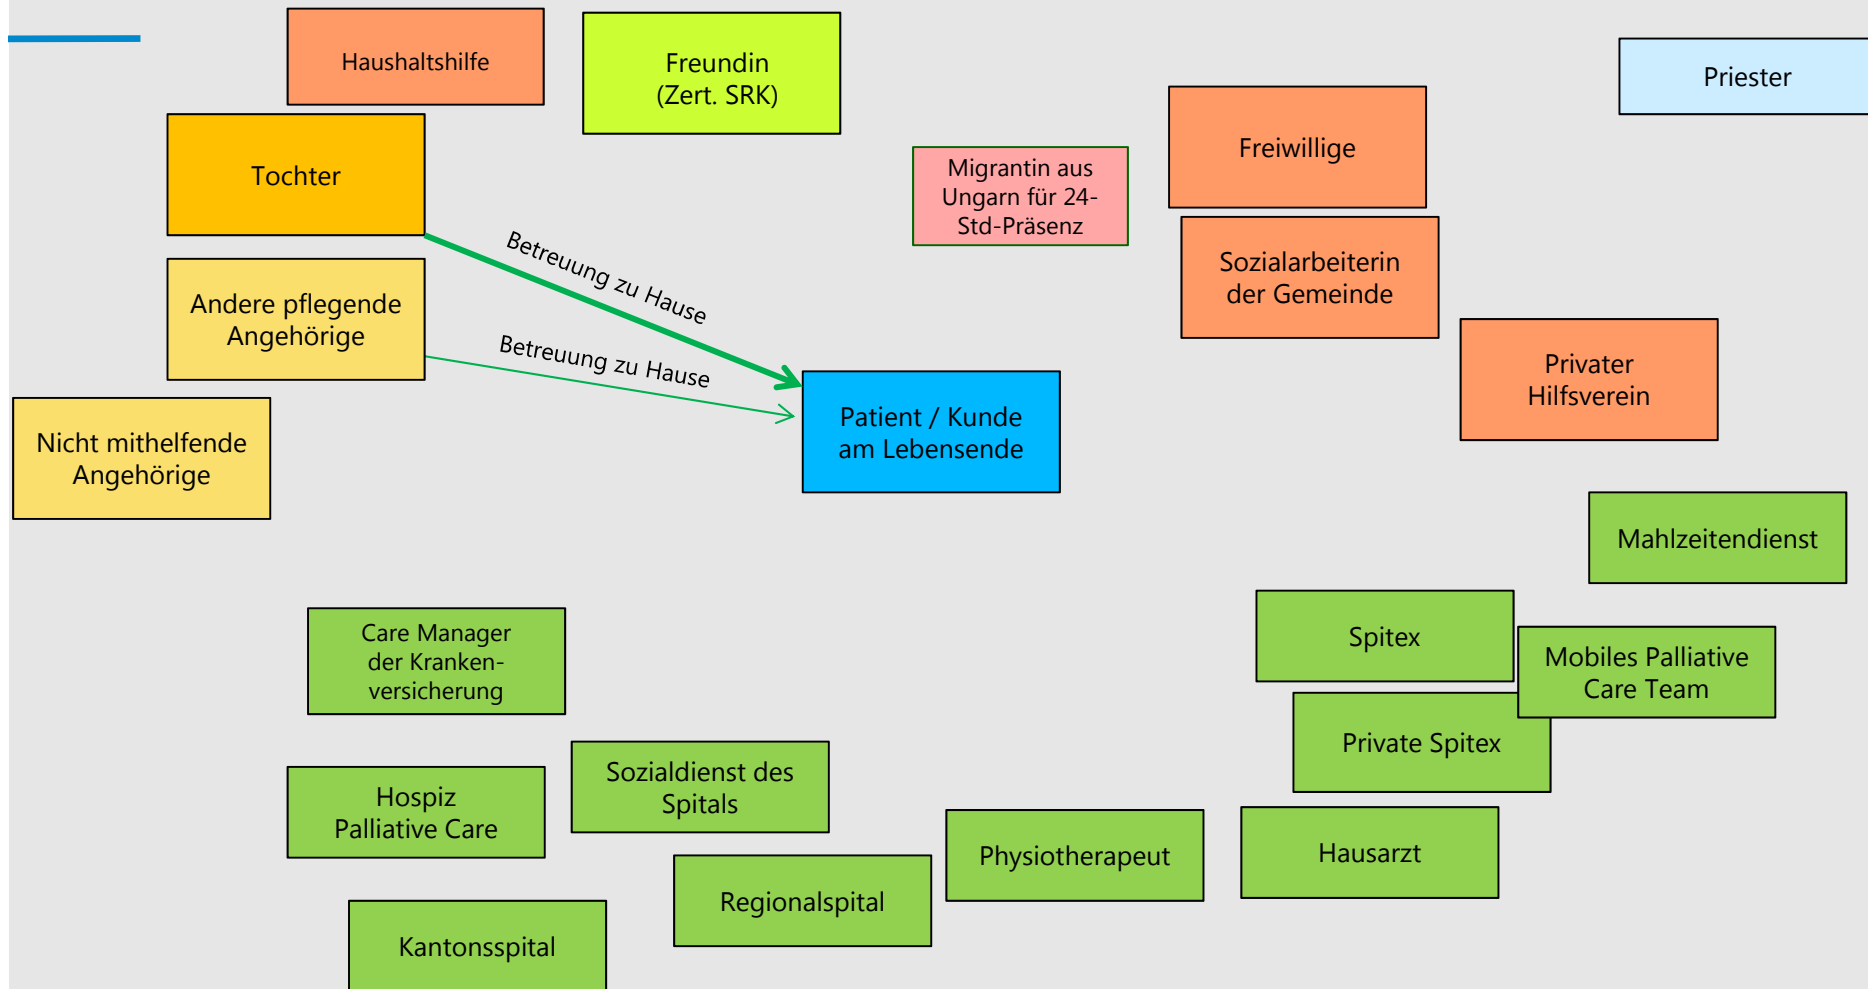 Haushaltshilfe
Freundin
(Zert. SRK)
Priester
Tochter
Freiwillige
Migrantin aus
Ungarn für 24-
Std-Präsenz
Betreuung zu Hause
Sozialarbeiterin
der Gemeinde
Andere pflegende
Angehörige
Betreuung zu Hause
Privater
Hilfsverein
Patient / Kunde
am Lebensende
Nicht mithelfende
Angehörige
Mahlzeitendienst
Care Manager
der Kranken-
versicherung
Spitex
Mobiles Palliative
Care Team
Private Spitex
Sozialdienst des
Spitals
Hospiz
Palliative Care
Physiotherapeut
Hausarzt
Regionalspital
Kantonsspital